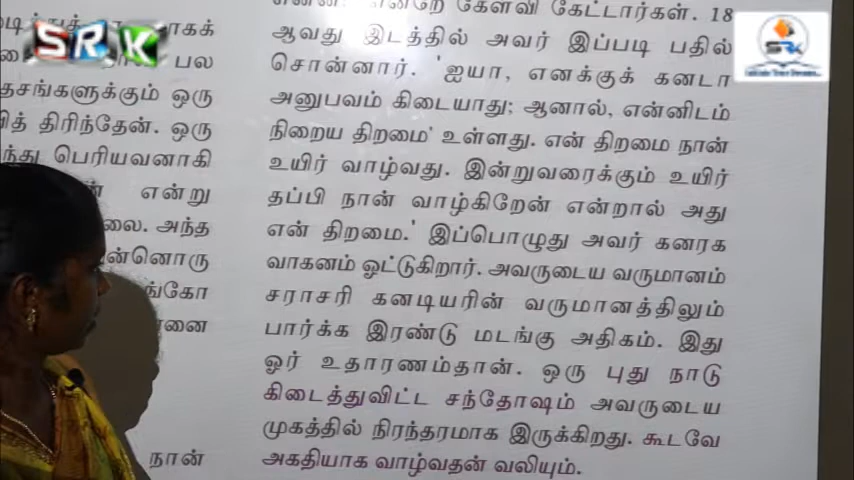 SRK
ாகக்
பல
தசங்களுக்கும் ஒரு
பித் திரிந்தேன். ஒரு
ந்து பெரியவனாகி
என்று
லை. அந்த
ன்னொரு
ங்கோ
னை
நான்
என்றே கேள்வி கேட்டார்கள். 18
ஆவது இடத்தில் அவர் இப்படி பதில்
சொன்னார். 'ஐயா, எனக்குக் கனடா
அனுபவம் கிடையாது; ஆனால், என்னிடம்
நிறைய திறமை' உள்ளது. என் திறமை நான்
உயிர் வாழ்வது. இன்றுவரைக்கும் உயிர்
தப்பி நான் வாழ்கிறேன் என்றால் அது
என் திறமை.' இப்பொழுது அவர் கனரக
வாகனம் ஓட்டுகிறார். அவருடைய வருமானம்
சராசரி கனடியரின் வருமானத்திலும்
பார்க்க இரண்டு மடங்கு அதிகம். இது
ஓர் உதாரணம்தான். ஒரு புது நாடு
கிடைத்துவிட்ட சந்தோஷம் அவருடைய
முகத்தில் நிரந்தரமாக இருக்கிறது. கூடவே
அகதியாக வாழ்வதன் வலியும்.
SRK